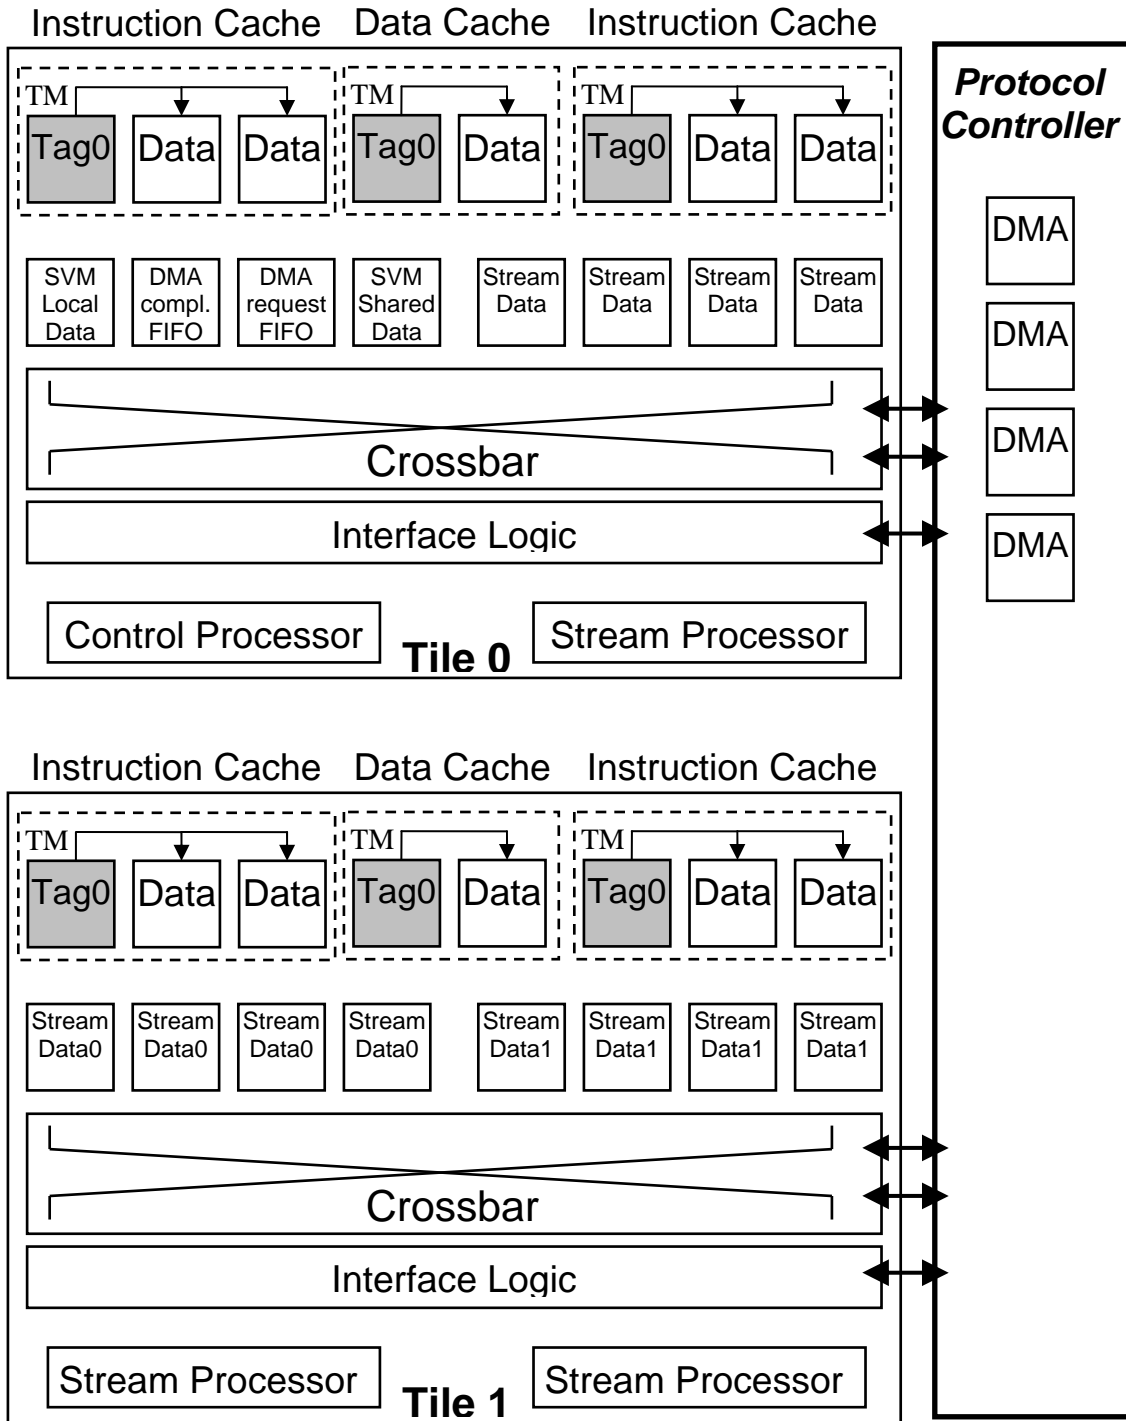 Instruction Cache Data Cache Instruction Cache
TM TM TM
Tag0 Data Data Tag0 Data Tag0 Data Data
SVM Local Data
DMA compl. FIFO
DMA request FIFO
SVM Shared Data
Stream Data
Stream Data
Stream Data
Stream Data
Crossbar
Interface Logic
Control Processor
Stream Processor
Tile 0
Protocol
Controller
DMA
DMA
DMA
DMA
Instruction Cache Data Cache Instruction Cache
TM TM TM
Tag0 Data Data Tag0 Data Tag0 Data Data
Stream Data0
Stream Data0
Stream Data0
Stream Data0
Stream Data1
Stream Data1
Stream Data1
Stream Data1
Crossbar
Interface Logic
Stream Processor
Stream Processor
Tile 1